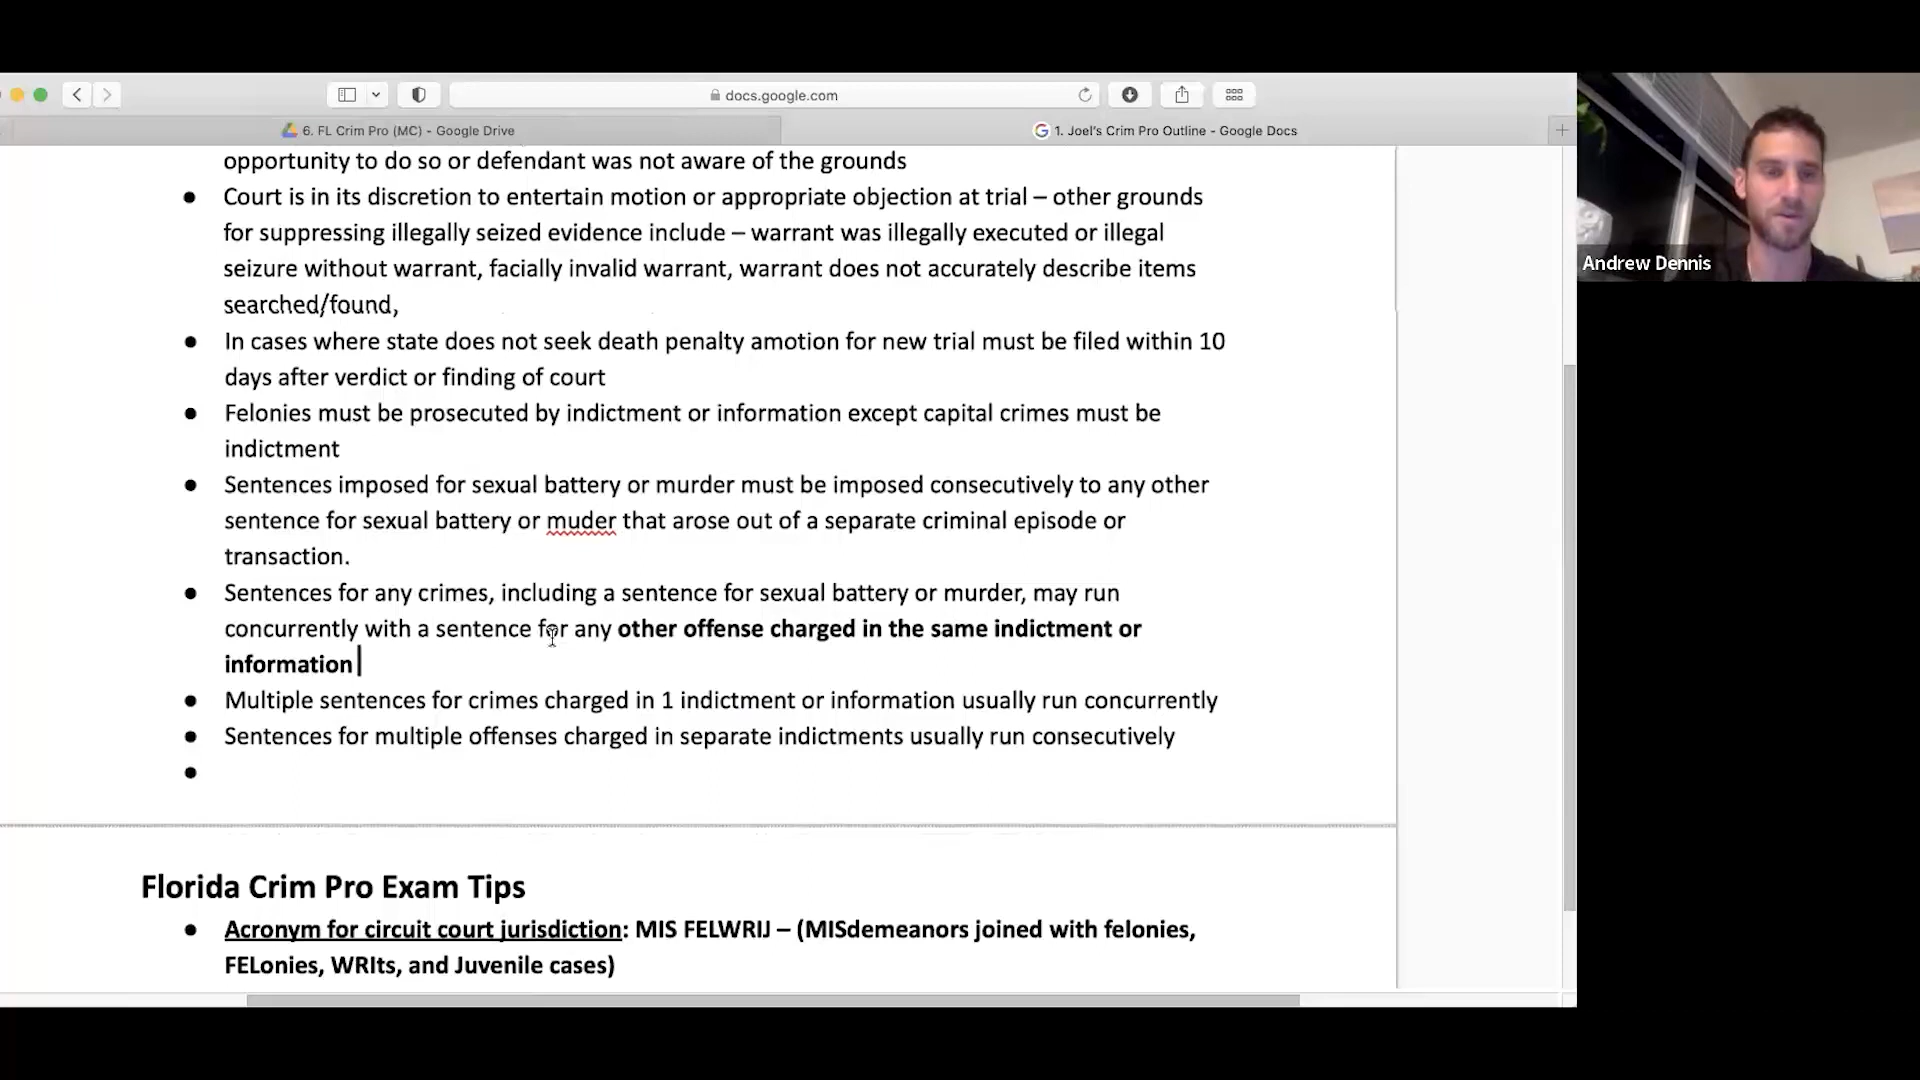 docs.google.com
6. FL Crim Pro (MC) - Google Drive
1. Joel's Crim Pro Outline - Google Docs
opportunity to do so or defendant was not aware of the grounds
● Court is in its discretion to entertain motion or appropriate objection at trial – other grounds
for suppressing illegally seized evidence include – warrant was illegally executed or illegal
seizure without warrant, facially invalid warrant, warrant does not accurately describe items
searched/found,
● In cases where state does not seek death penalty amotion for new trial must be filed within 10
days after verdict or finding of court
● Felonies must be prosecuted by indictment or information except capital crimes must be
indictment
● Sentences imposed for sexual battery or murder must be imposed consecutively to any other
sentence for sexual battery or muder that arose out of a separate criminal episode or
transaction.
● Sentences for any crimes, including a sentence for sexual battery or murder, may run
concurrently with a sentence for any other offense charged in the same indictment or
information
● Multiple sentences for crimes charged in 1 indictment or information usually run concurrently
● Sentences for multiple offenses charged in separate indictments usually run consecutively
●
Florida Crim Pro Exam Tips
● Acronym for circuit court jurisdiction: MIS FELWRIJ – (MISdemeanors joined with felonies,
FELonies, WRIts, and Juvenile cases)
Andrew Dennis